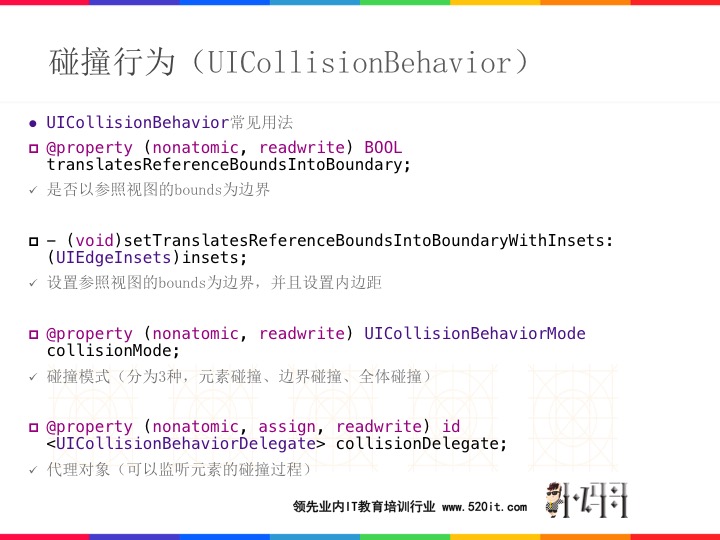 碰撞行为（UICollisionBehavior）
UICollisionBehavior常见用法
@property (nonatomic, readwrite) BOOL
translatesReferenceBoundsIntoBoundary;
是否以参照视图的bounds为边界
- (void)setTranslatesReferenceBoundsIntoBoundaryWithInsets:
(UIEdgeInsets)insets;
设置参照视图的bounds为边界，并且设置内边距
@property (nonatomic, readwrite) UICollisionBehaviorMode
collisionMode;
碰撞模式（分为3种，元素碰撞、边界碰撞、全体碰撞）
@property (nonatomic, assign, readwrite) id
<UICollisionBehaviorDelegate> collisionDelegate;
代理对象（可以监听元素的碰撞过程）
领先业内IT教育培训行业 www.520it.com
小码哥